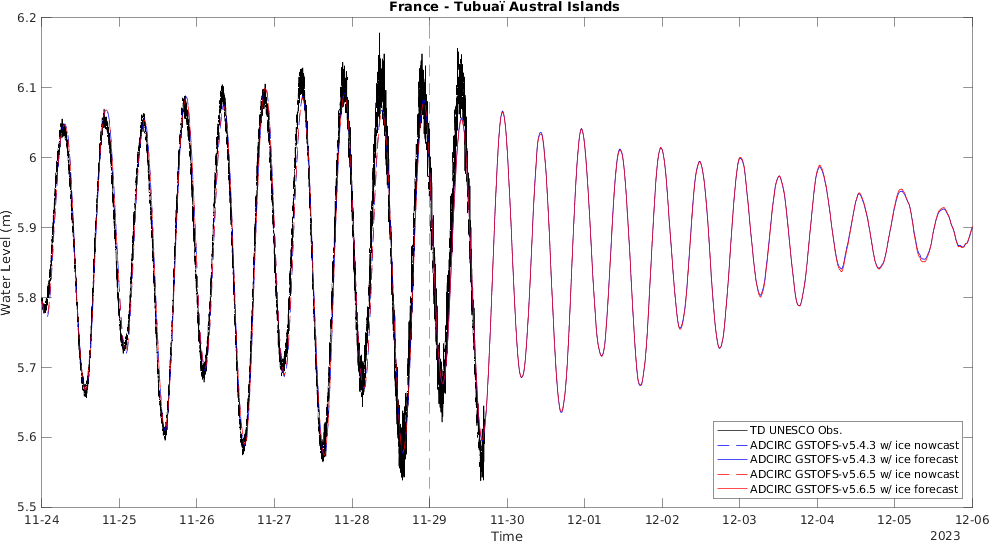 France - Tubuaï Austral Islands
6.2
6.1
6
5.9
5.8
5.7
5.6
5.5
Water Level (m)
11-24 11-25 11-26 11-27 11-28 11-29 11-30 12-01 12-02 12-03 12-04 12-05 12-06
Time
2023
TD UNESCO Obs.
ADCIRC GSTOFS-v5.4.3 w/ ice nowcast
ADCIRC GSTOFS-v5.4.3 w/ ice forecast
ADCIRC GSTOFS-v5.6.5 w/ ice nowcast
ADCIRC GSTOFS-v5.6.5 w/ ice forecast